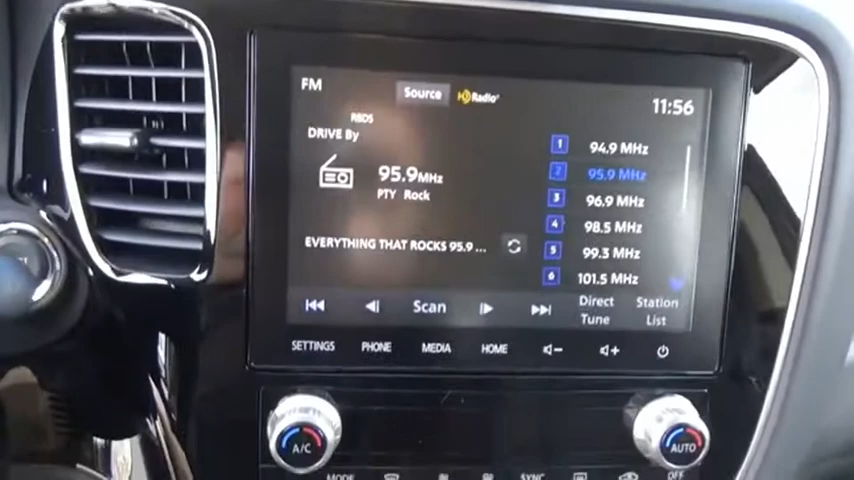 FM Source HD Radio 11:56
RBDS
DRIVE By
95.9 MHz
PTY Rock
EVERYTHING THAT ROCKS 95.9 ...
1 94.9 MHz
2 95.9 MHz
3 96.9 MHz
4 98.5 MHz
5 99.3 MHz
6 101.5 MHz
Scan
Direct
Tune
Station
List
SETTINGS PHONE MEDIA HOME
A/C AUTO
MODE SYNC OFF